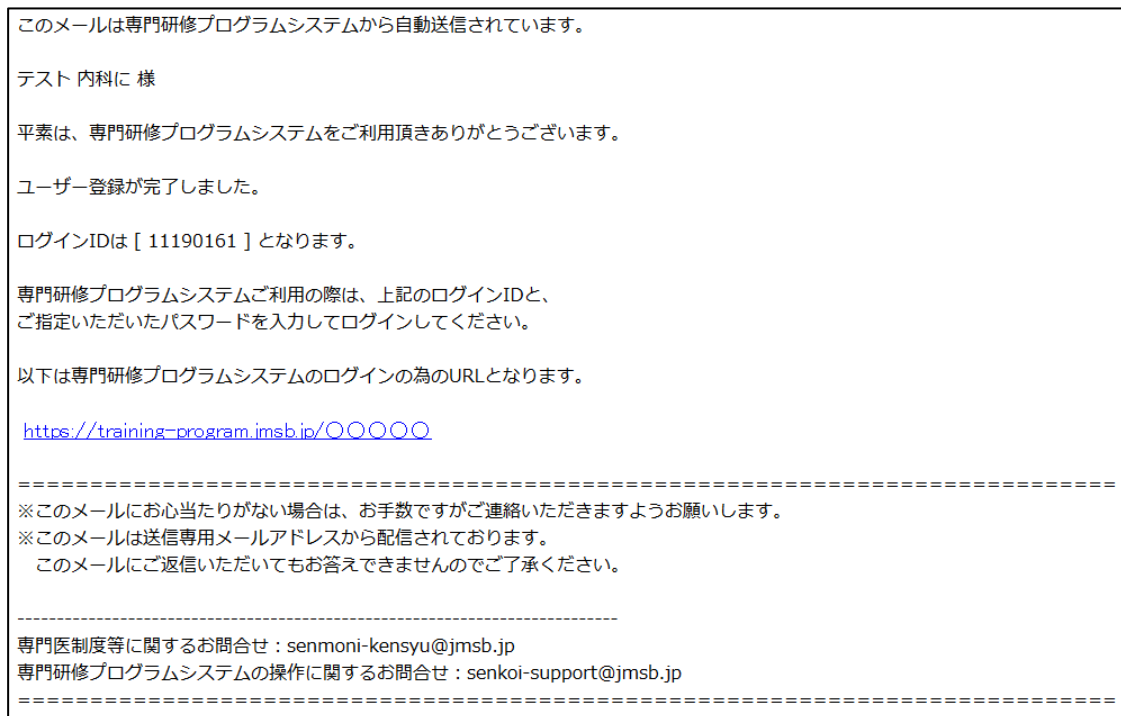 このメールは専門研修プログラムシステムから自動送信されています。
テスト 内科に 様
平素は、専門研修プログラムシステムをご利用頂きありがとうございます。
ユーザー登録が完了しました。
ログインIDは [ 11190161 ] となります。
専門研修プログラムシステムご利用の際は、上記のログインIDと、
ご指定いただいたパスワードを入力してログインしてください。
以下は専門研修プログラムシステムのログインの為のURLとなります。
https://training-program.jmsb.jp/〇〇〇〇〇
=============================================================================
※このメールにお心当たりがない場合は、お手数ですがご連絡いただきますようお願いします。
※このメールは送信専用メールアドレスから配信されております。
このメールにご返信いただいてもお答えできませんのでご了承ください。
----------------------------------------------------------------------------
専門医制度等に関するお問合せ：senmoni-kensyu@jmsb.jp
専門研修プログラムシステムの操作に関するお問合せ：senkoi-support@jmsb.jp
=============================================================================